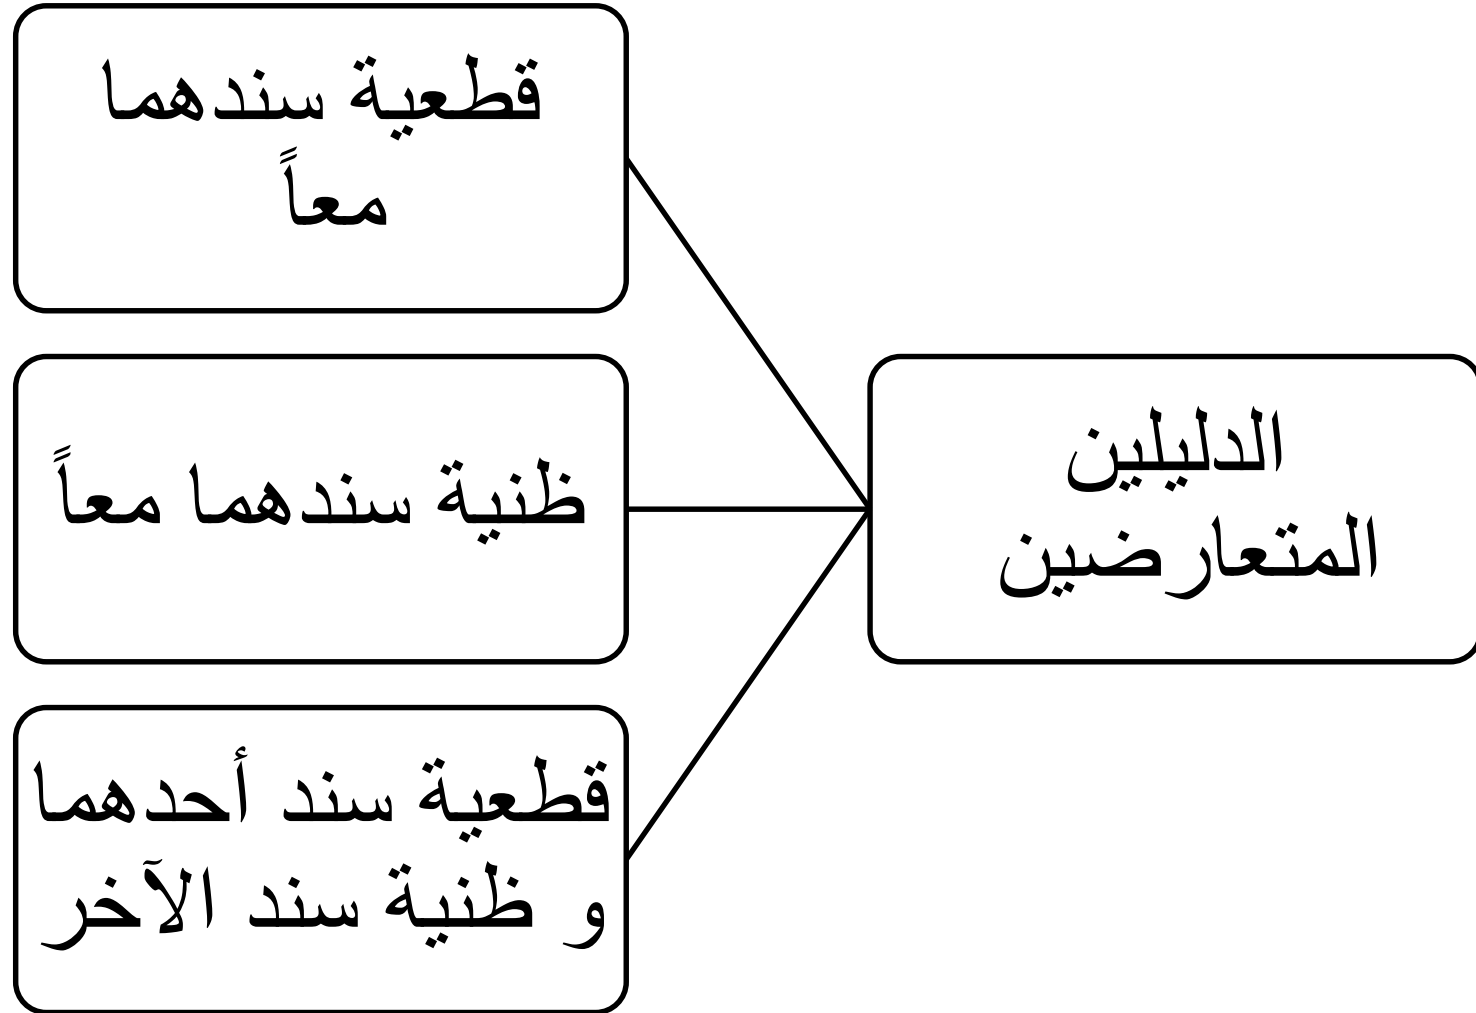 الدليلين
المتعارضين
قطعية سندهما
معاً
ظنية سندهما معاً
قطعية سند أحدهما
و ظنية سند الآخر